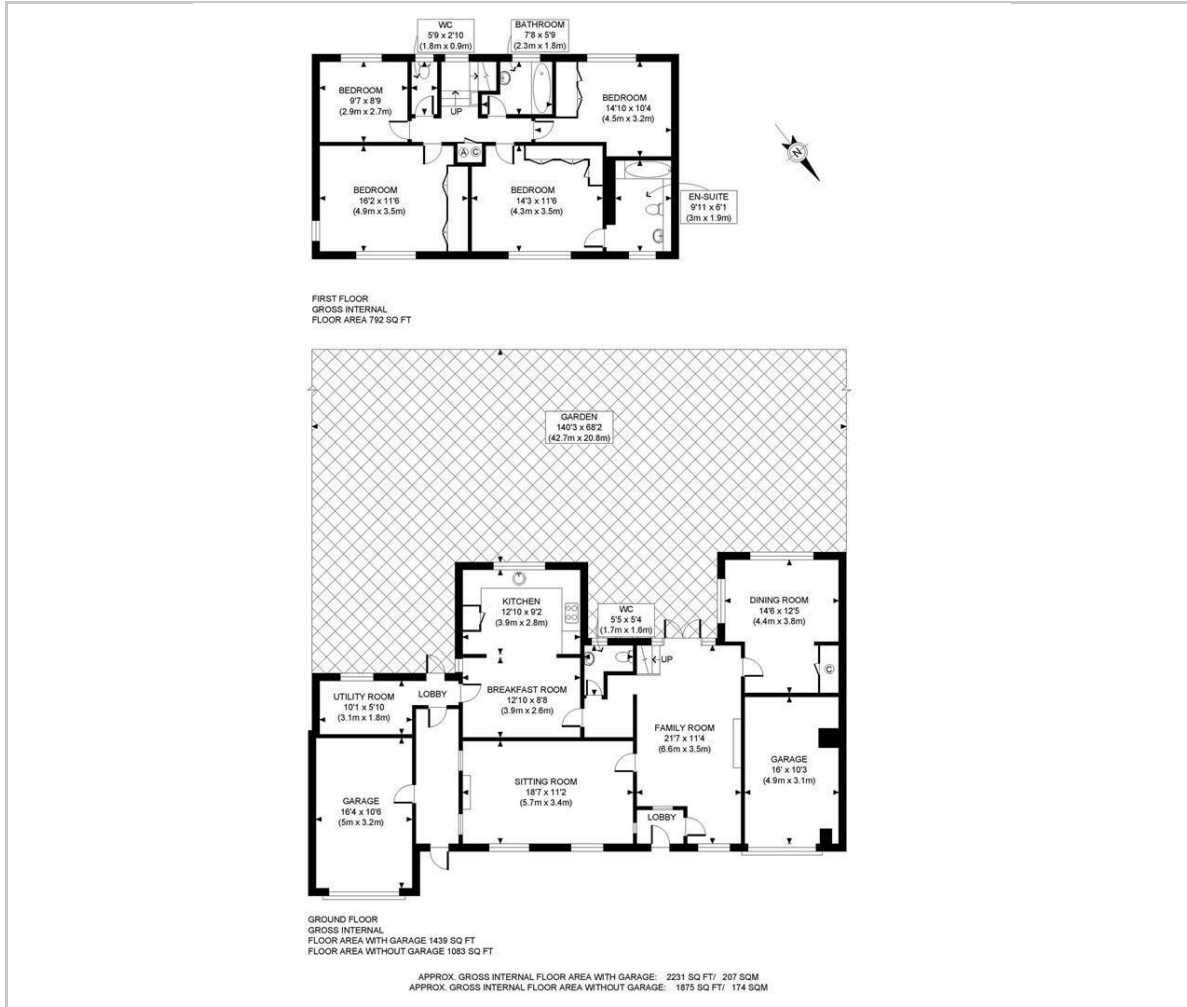 WC
5'9 x 2'10
(1.8m x 0.9m)
BATHROOM
7'8 x 5'9
(2.3m x 1.8m)
BEDROOM
9'7 x 8'9
(2.9m x 2.7m)
UP
BEDROOM
14'10 x 10'4
(4.5m x 3.2m)
N
A C
BEDROOM
16'2 x 11'6
(4.9m x 3.5m)
BEDROOM
14'3 x 11'6
(4.3m x 3.5m)
EN-SUITE
9'11 x 6'1
(3m x 1.9m)
FIRST FLOOR
GROSS INTERNAL
FLOOR AREA 792 SQ FT
GARDEN
140'3 x 68'2
(42.7m x 20.8m)
KITCHEN
12'10 x 9'2
(3.9m x 2.8m)
WC
5'5 x 5'4
(1.7m x 1.6m)
DINING ROOM
14'6 x 12'5
(4.4m x 3.8m)
UP
C
UTILITY ROOM
10'1 x 5'10
(3.1m x 1.8m)
LOBBY
BREAKFAST ROOM
12'10 x 8'8
(3.9m x 2.6m)
FAMILY ROOM
21'7 x 11'4
(6.6m x 3.5m)
GARAGE
16' x 10'3
(4.9m x 3.1m)
SITTING ROOM
18'7 x 11'2
(5.7m x 3.4m)
GARAGE
16'4 x 10'6
(5m x 3.2m)
LOBBY
GROUND FLOOR
GROSS INTERNAL
FLOOR AREA WITH GARAGE 1439 SQ FT
FLOOR AREA WITHOUT GARAGE 1083 SQ FT
APPROX. GROSS INTERNAL FLOOR AREA WITH GARAGE: 2231 SQ FT/ 207 SQM
APPROX. GROSS INTERNAL FLOOR AREA WITHOUT GARAGE: 1875 SQ FT/ 174 SQM